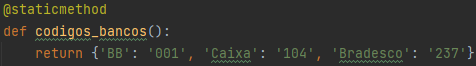 @staticmethod
def codigos_bancos():
    return {'BB': '001', 'Caixa': '104', 'Bradesco': '237'}